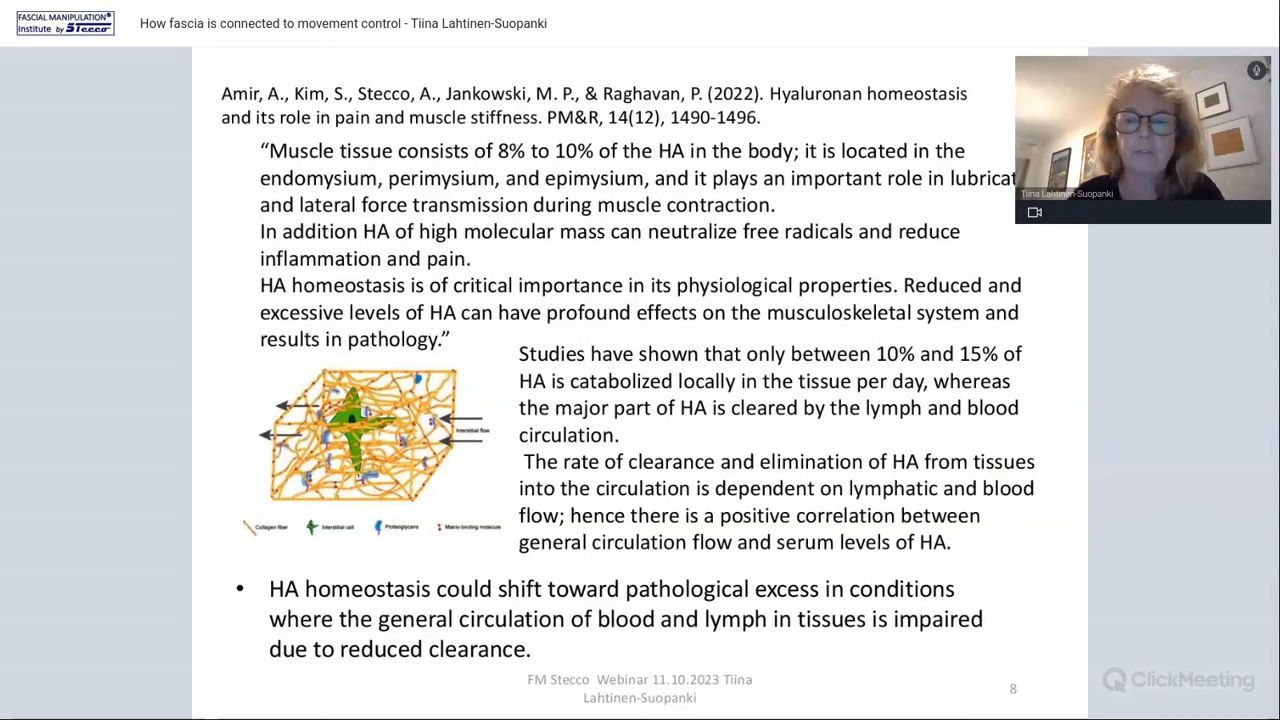 FASCIAL MANIPULATION®
Institute by Stecco
How fascia is connected to movement control - Tiina Lahtinen-Suopanki
Amir, A., Kim, S., Stecco, A., Jankowski, M. P., & Raghavan, P. (2022). Hyaluronan homeostasis
and its role in pain and muscle stiffness. PM&R, 14(12), 1490-1496.
“Muscle tissue consists of 8% to 10% of the HA in the body; it is located in the
endomysium, perimysium, and epimysium, and it plays an important role in lubricat
and lateral force transmission during muscle contraction.
In addition HA of high molecular mass can neutralize free radicals and reduce
inflammation and pain.
HA homeostasis is of critical importance in its physiological properties. Reduced and
excessive levels of HA can have profound effects on the musculoskeletal system and
results in pathology.”
Tiina Lahtinen-Suopanki
Studies have shown that only between 10% and 15% of
HA is catabolized locally in the tissue per day, whereas
the major part of HA is cleared by the lymph and blood
circulation.
The rate of clearance and elimination of HA from tissues
into the circulation is dependent on lymphatic and blood
flow; hence there is a positive correlation between
general circulation flow and serum levels of HA.
Interstitial flow
Collagen fiber Interstitial cell Proteoglycans Matrix-binding molecule
• HA homeostasis could shift toward pathological excess in conditions
where the general circulation of blood and lymph in tissues is impaired
due to reduced clearance.
FM Stecco Webinar 11.10.2023 Tiina
Lahtinen-Suopanki
8
ClickMeeting